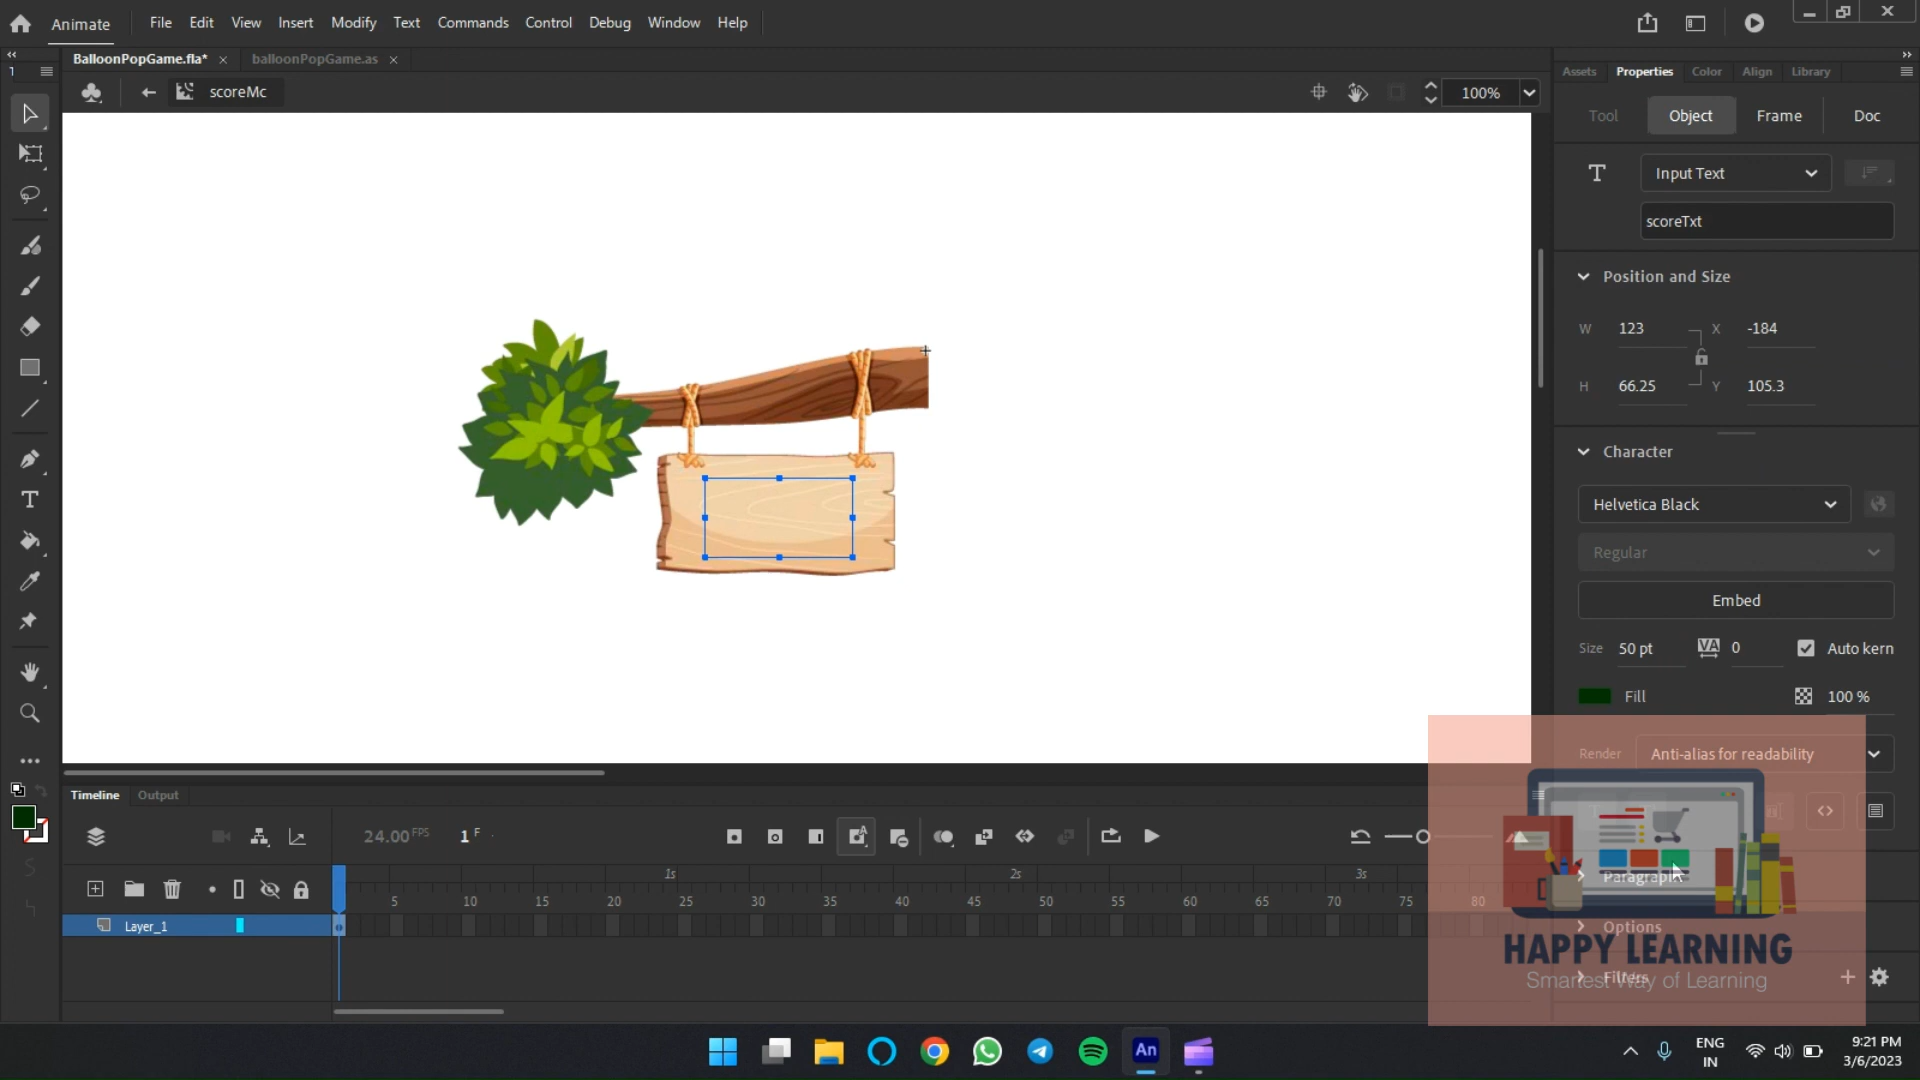 Animate File Edit View Insert Modify Text Commands Control Debug Window Help
BalloonPopGame.fla* × balloonPopGame.as ×
1
scoreMc 100%
Assets Properties Color Align Library
Tool Object Frame Doc
T Input Text
scoreTxt
Position and Size
W 123 X -184
H 66.25 Y 105.3
Character
Helvetica Black
Regular
Embed
Size 50 pt VA 0 Auto kern
Fill 100 %
Render Anti-alias for readability
Timeline Output
24.00 FPS 1 F
1s 2s 3s
5 10 15 20 25 30 35 40 45 50 55 60 65 70 75 80
Layer_1
Paragraph
Options
HAPPY LEARNING
Filters
Smartest Way of Learning
An
ENG
IN
9:21 PM
3/6/2023